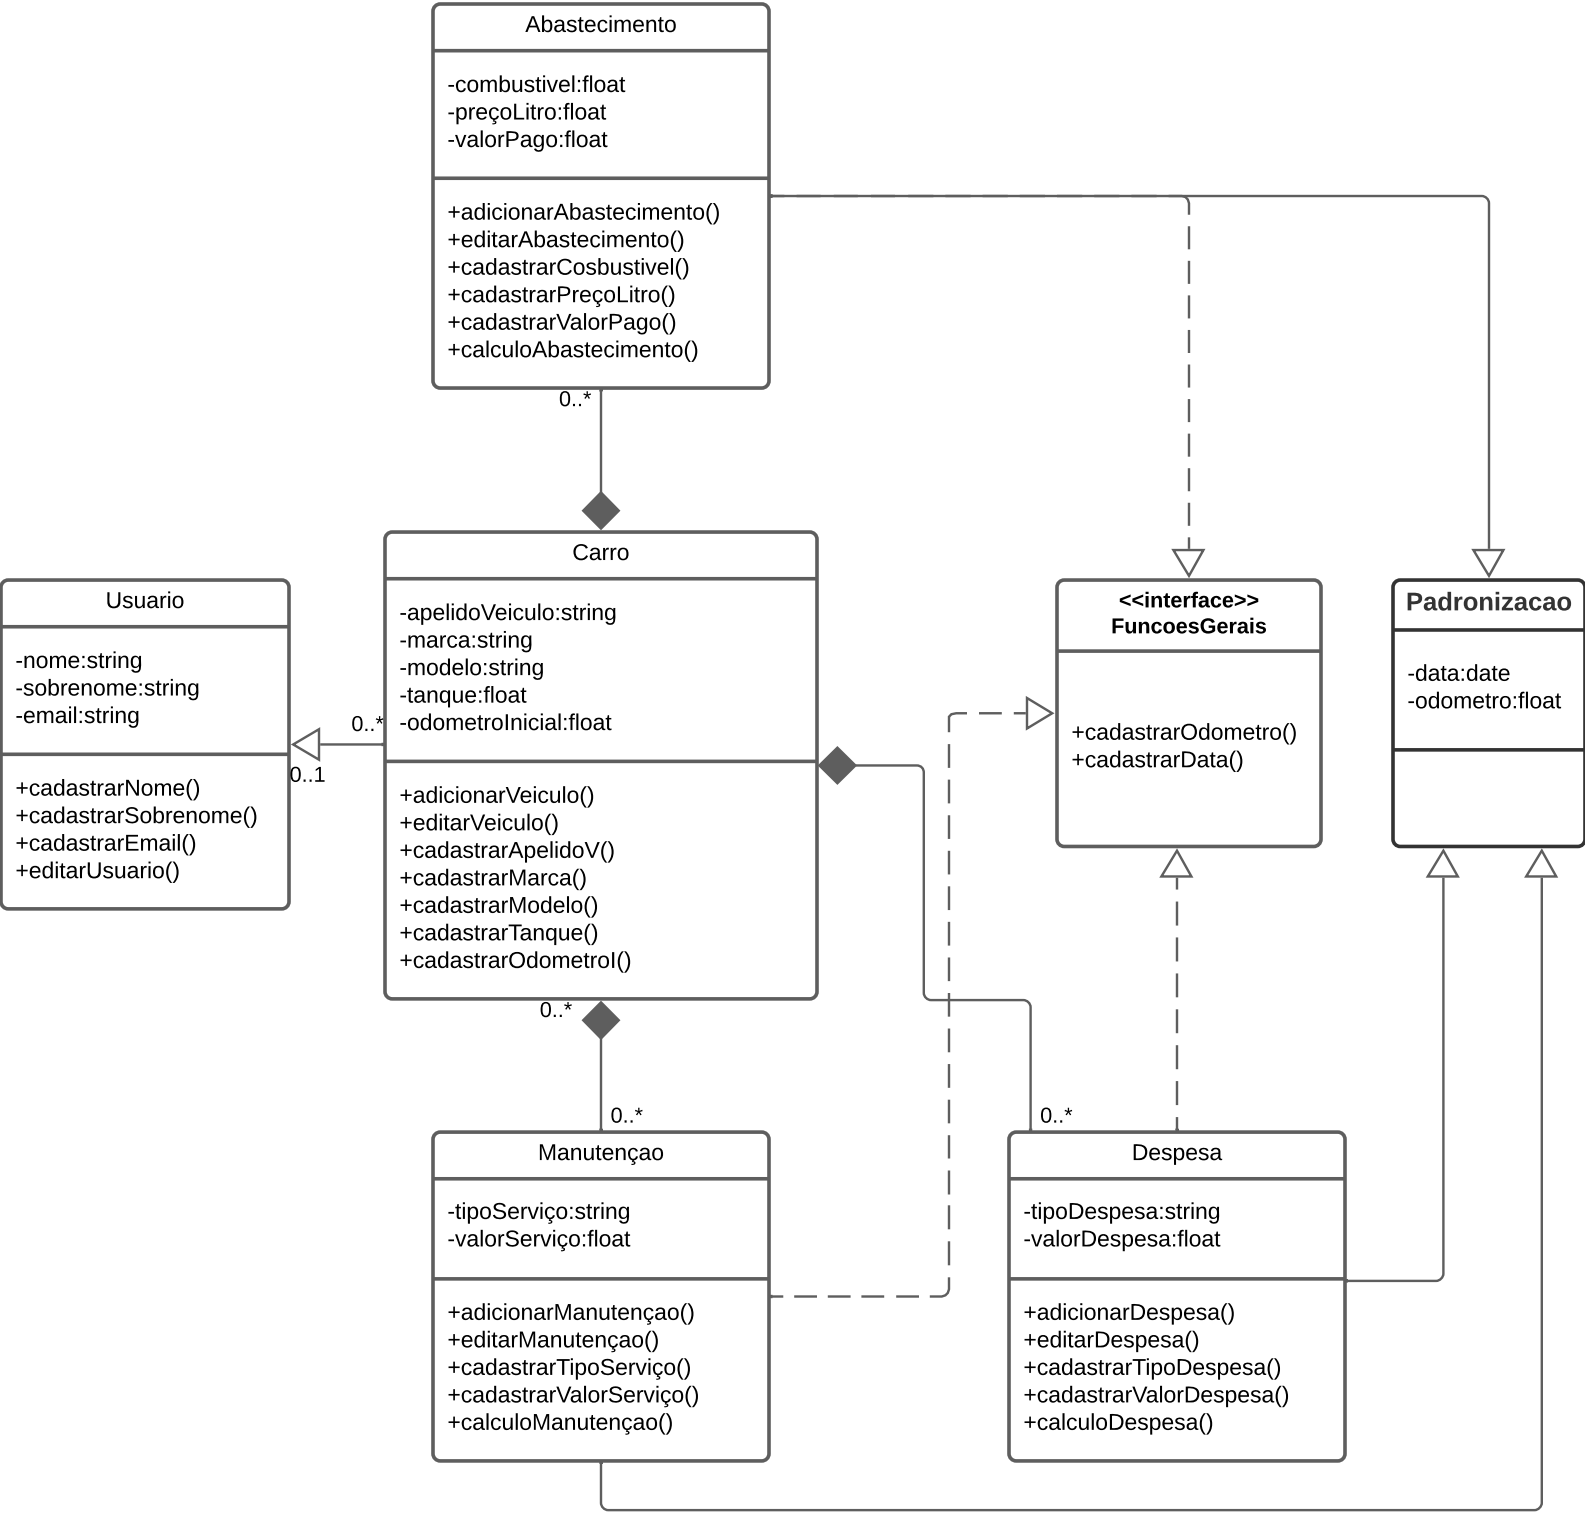 Abastecimento
-combustivel:float
-preçoLitro:float
-valorPago:float
+adicionarAbastecimento()
+editarAbastecimento()
+cadastrarCosbustivel()
+cadastrarPreçoLitro()
+cadastrarValorPago()
+calculoAbastecimento()
0..*
Usuario
-nome:string
-sobrenome:string
-email:string
+cadastrarNome()
+cadastrarSobrenome()
+cadastrarEmail()
+editarUsuario()
0..*
0..1
Carro
-apelidoVeiculo:string
-marca:string
-modelo:string
-tanque:float
-odometroInicial:float
+adicionarVeiculo()
+editarVeiculo()
+cadastrarApelidoV()
+cadastrarMarca()
+cadastrarModelo()
+cadastrarTanque()
+cadastrarOdometroI()
0..*
<<interface>>
FuncoesGerais
+cadastrarOdometro()
+cadastrarData()
Padronizacao
-data:date
-odometro:float
0..*
Manutençao
-tipoServiço:string
-valorServiço:float
+adicionarManutençao()
+editarManutençao()
+cadastrarTipoServiço()
+cadastrarValorServiço()
+calculoManutençao()
0..*
Despesa
-tipoDespesa:string
-valorDespesa:float
+adicionarDespesa()
+editarDespesa()
+cadastrarTipoDespesa()
+cadastrarValorDespesa()
+calculoDespesa()